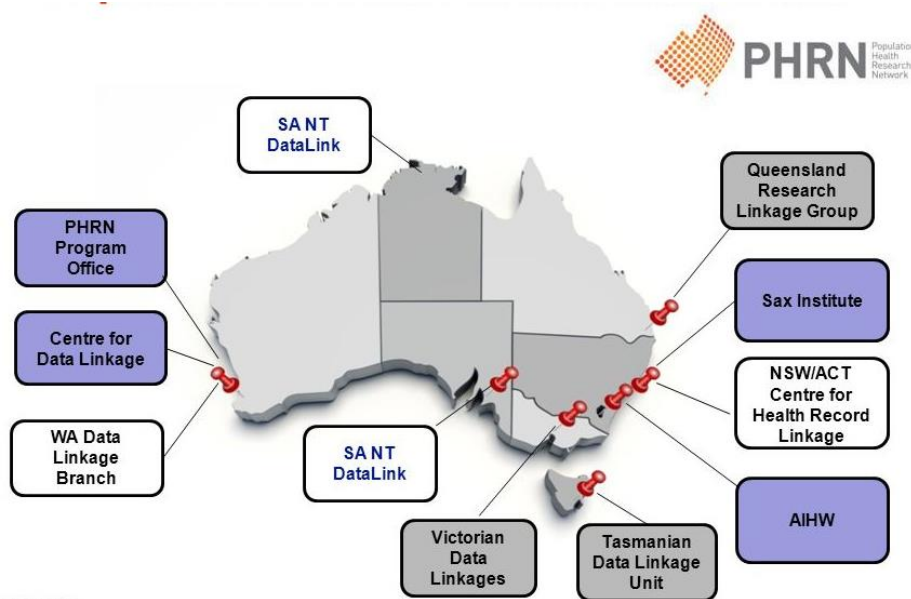 PHRN
Population
Health
Research
Network
SA NT
DataLink
Queensland
Research
Linkage Group
PHRN
Program
Office
Sax Institute
Centre for
Data Linkage
NSW/ACT
Centre for
Health Record
Linkage
WA Data
Linkage
Branch
SA NT
DataLink
AIHW
Victorian
Data
Linkages
Tasmanian
Data Linkage
Unit